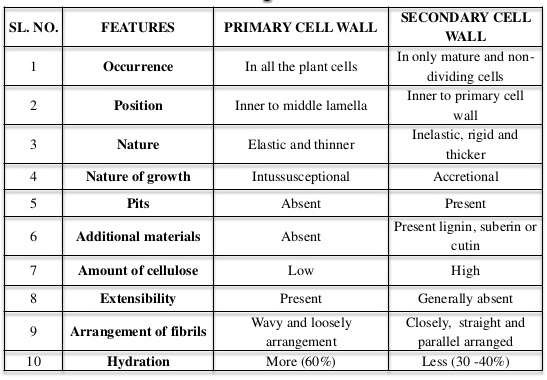 SL. NO. FEATURES PRIMARY CELL WALL SECONDARY CELL WALL
1 Occurrence In all the plant cells In only mature and non-dividing cells
2 Position Inner to middle lamella Inner to primary cell wall
3 Nature Elastic and thinner Inelastic, rigid and thicker
4 Nature of growth Intussusceptional Accretional
5 Pits Absent Present
6 Additional materials Absent Present lignin, suberin or cutin
7 Amount of cellulose Low High
8 Extensibility Present Generally absent
9 Arrangement of fibrils Wavy and loosely arrangement Closely, straight and parallel arranged
10 Hydration More (60%) Less (30 -40%)